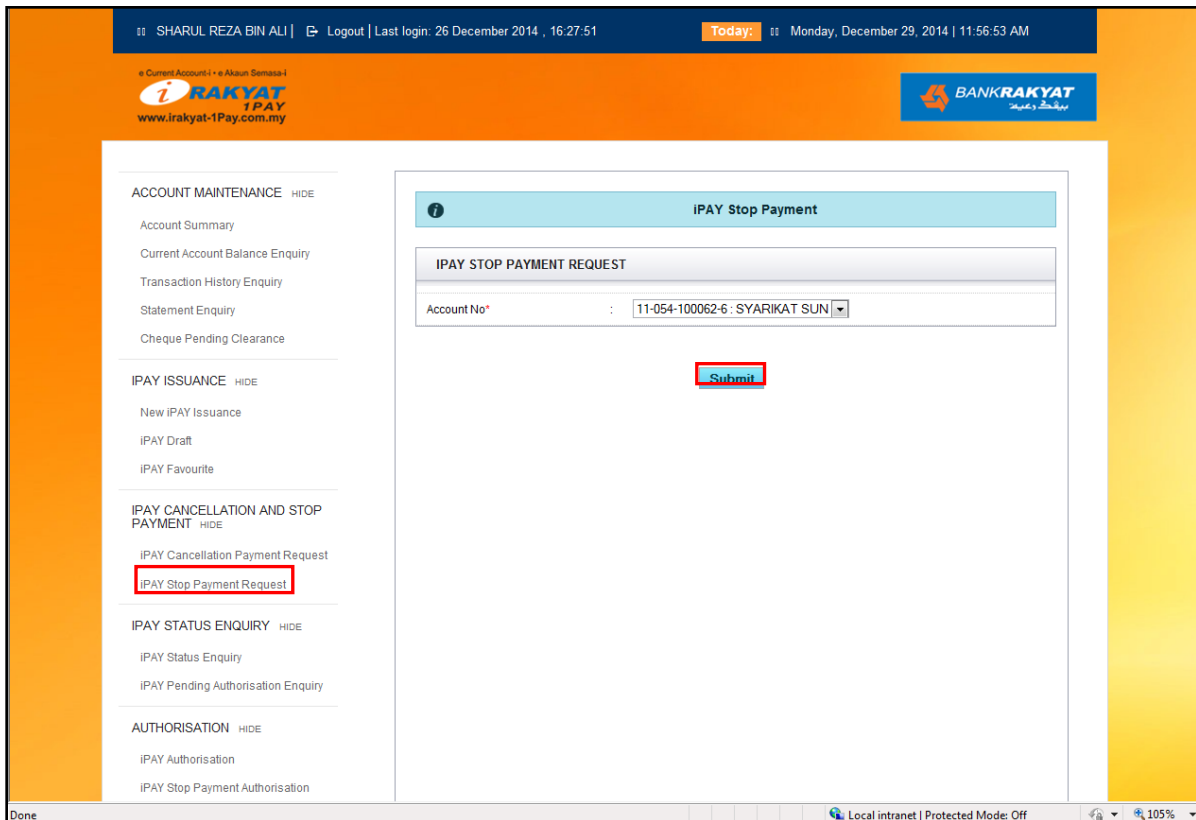 SHARUL REZA BIN ALI | Logout | Last login: 26 December 2014 , 16:27:51 Today: Monday, December 29, 2014 | 11:56:53 AM
e Current Account-i • e Akaun Semasa-i
i RAKYAT
1PAY
www.irakyat-1Pay.com.my
BANKRAKYAT
ACCOUNT MAINTENANCE HIDE
Account Summary
Current Account Balance Enquiry
Transaction History Enquiry
Statement Enquiry
Cheque Pending Clearance
IPAY ISSUANCE HIDE
New iPAY Issuance
iPAY Draft
iPAY Favourite
IPAY CANCELLATION AND STOP
PAYMENT HIDE
iPAY Cancellation Payment Request
iPAY Stop Payment Request
IPAY STATUS ENQUIRY HIDE
iPAY Status Enquiry
iPAY Pending Authorisation Enquiry
AUTHORISATION HIDE
iPAY Authorisation
iPAY Stop Payment Authorisation
iPAY Stop Payment
IPAY STOP PAYMENT REQUEST
Account No* : 11-054-100062-6 : SYARIKAT SUN
Submit
Done Local intranet | Protected Mode: Off 105%